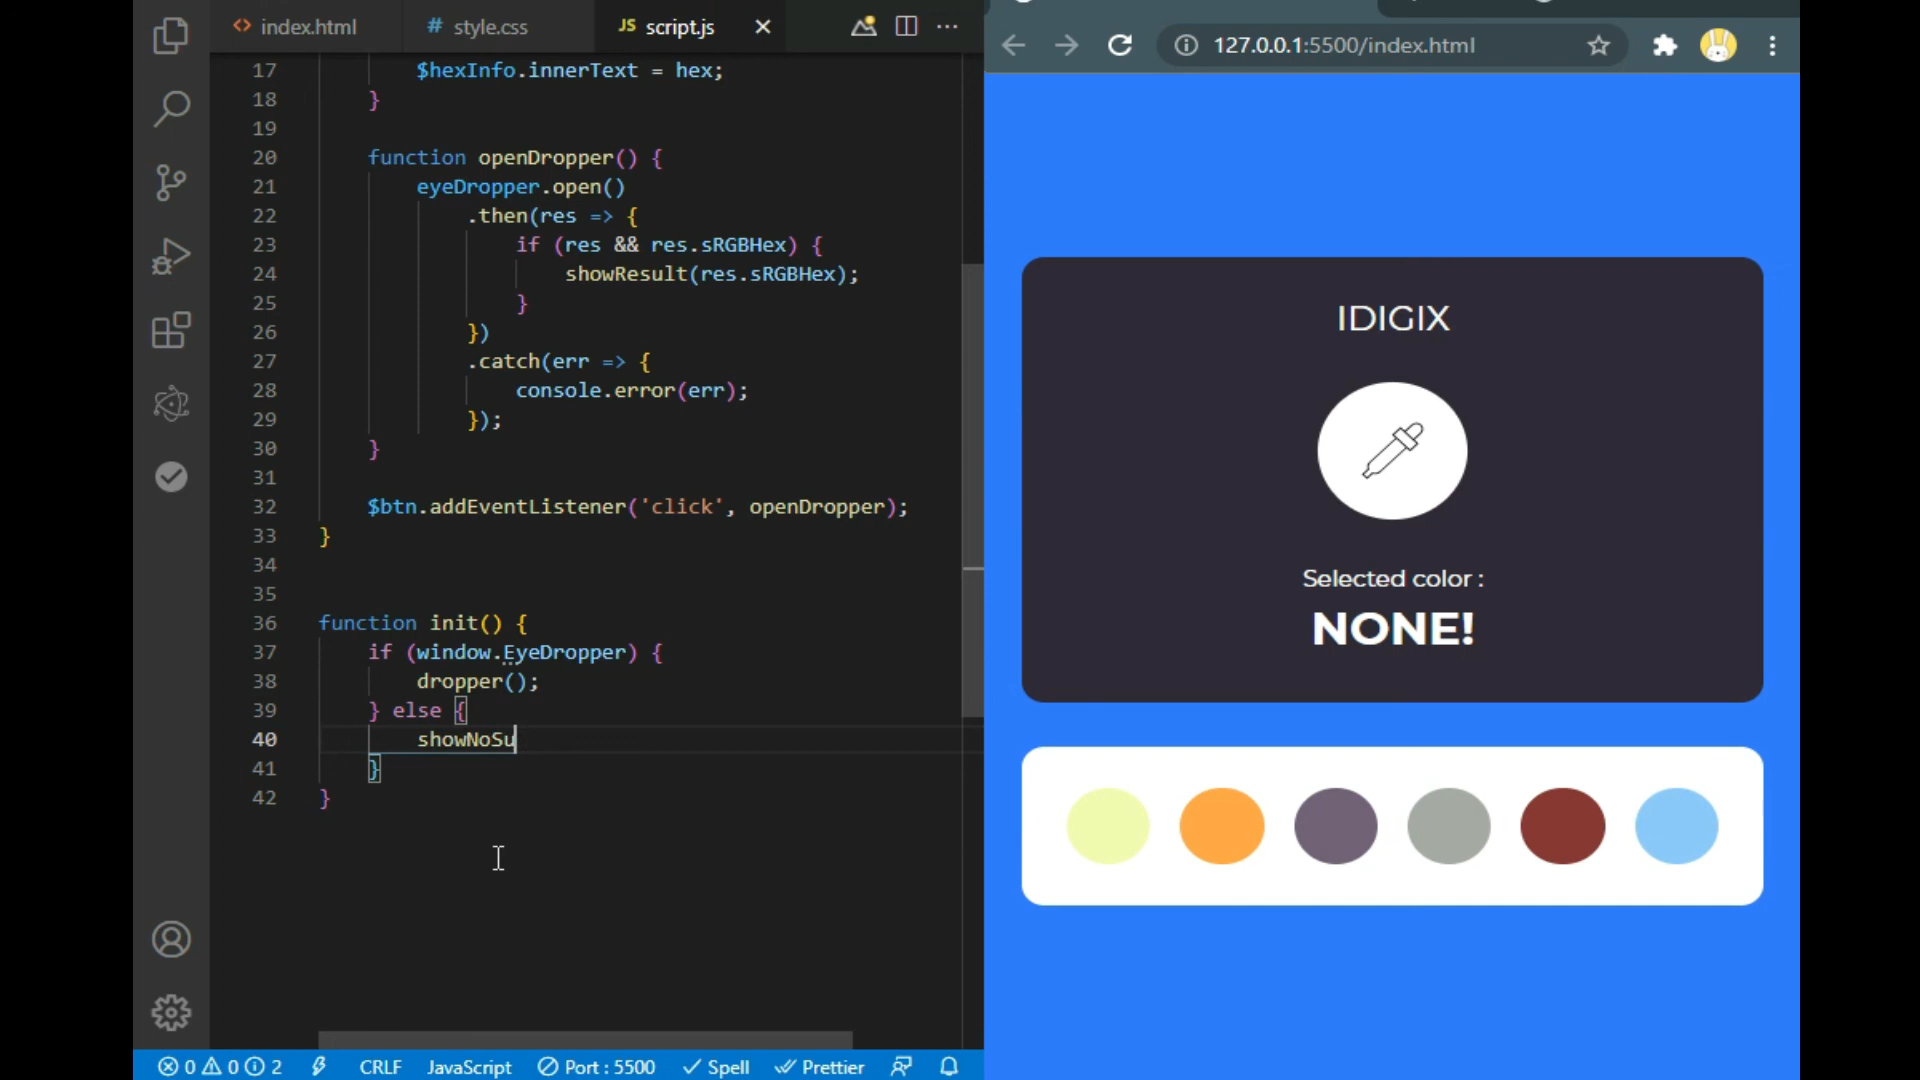 index.html
# style.css
JS script.js
127.0.0.1:5500/index.html
17 $hexInfo.innerText = hex;
18 }
19
20 function openDropper() {
21 eyeDropper.open()
22 .then(res => {
23 if (res && res.sRGBHex) {
24 showResult(res.sRGBHex);
25 }
26 })
27 .catch(err => {
28 console.error(err);
29 });
30 }
31
32 $btn.addEventListener('click', openDropper);
33 }
34
35
36 function init() {
37 if (window.EyeDropper) {
38 dropper();
39 } else {
40 showNoSu
41 }
42 }
IDIGIX
Selected color :
NONE!
0 0 2 CRLF JavaScript Port : 5500 Spell Prettier